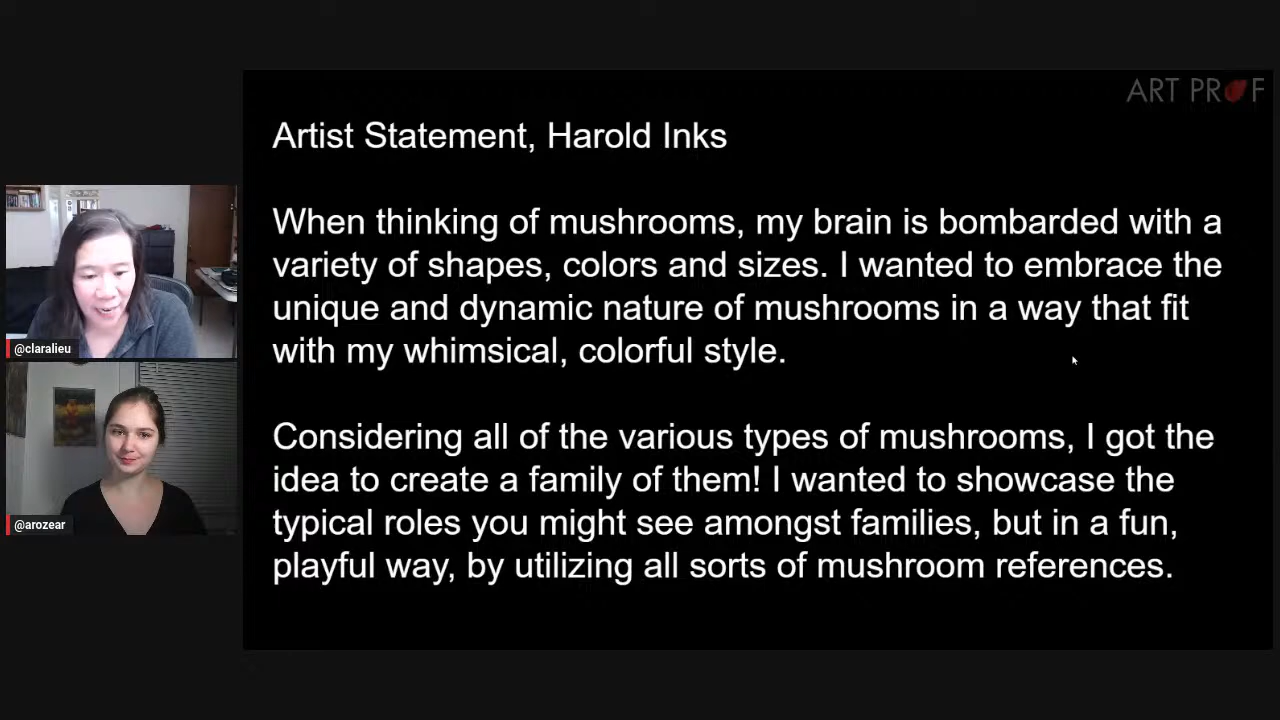 ART PROF
Artist Statement, Harold Inks
When thinking of mushrooms, my brain is bombarded with a
variety of shapes, colors and sizes. I wanted to embrace the
unique and dynamic nature of mushrooms in a way that fit
with my whimsical, colorful style.
Considering all of the various types of mushrooms, I got the
idea to create a family of them! I wanted to showcase the
typical roles you might see amongst families, but in a fun,
playful way, by utilizing all sorts of mushroom references.
@claralieu
@arozear